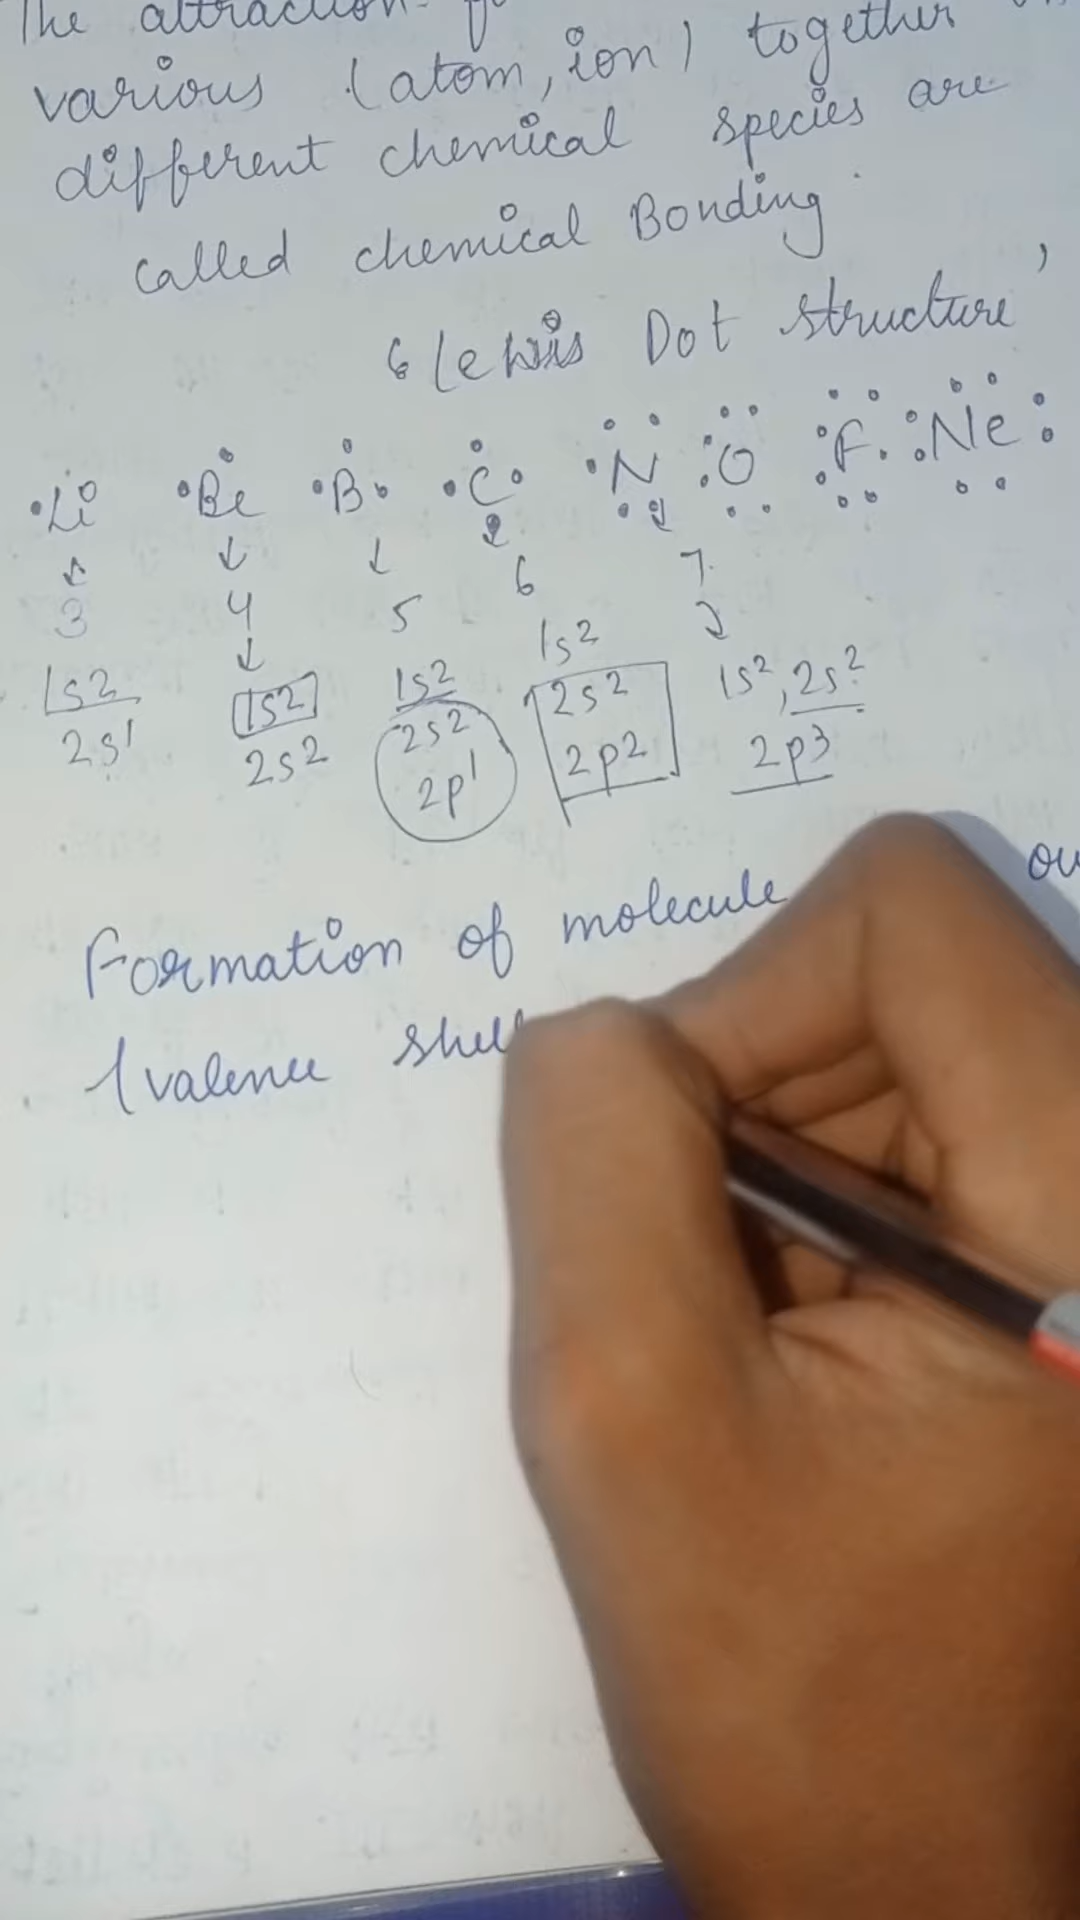 The attraction
various (atom, ion) together
different chemical species are
called chemical Bonding
Lewis Dot structure,
Li Be B C N O F Ne
3 4 5 6 7
1s2 1s2 1s2 1s2 1s2, 2s2
2s1 2s2 2s2 2s2 2p3
2p1 2p2
Formation of molecule
(valence shell